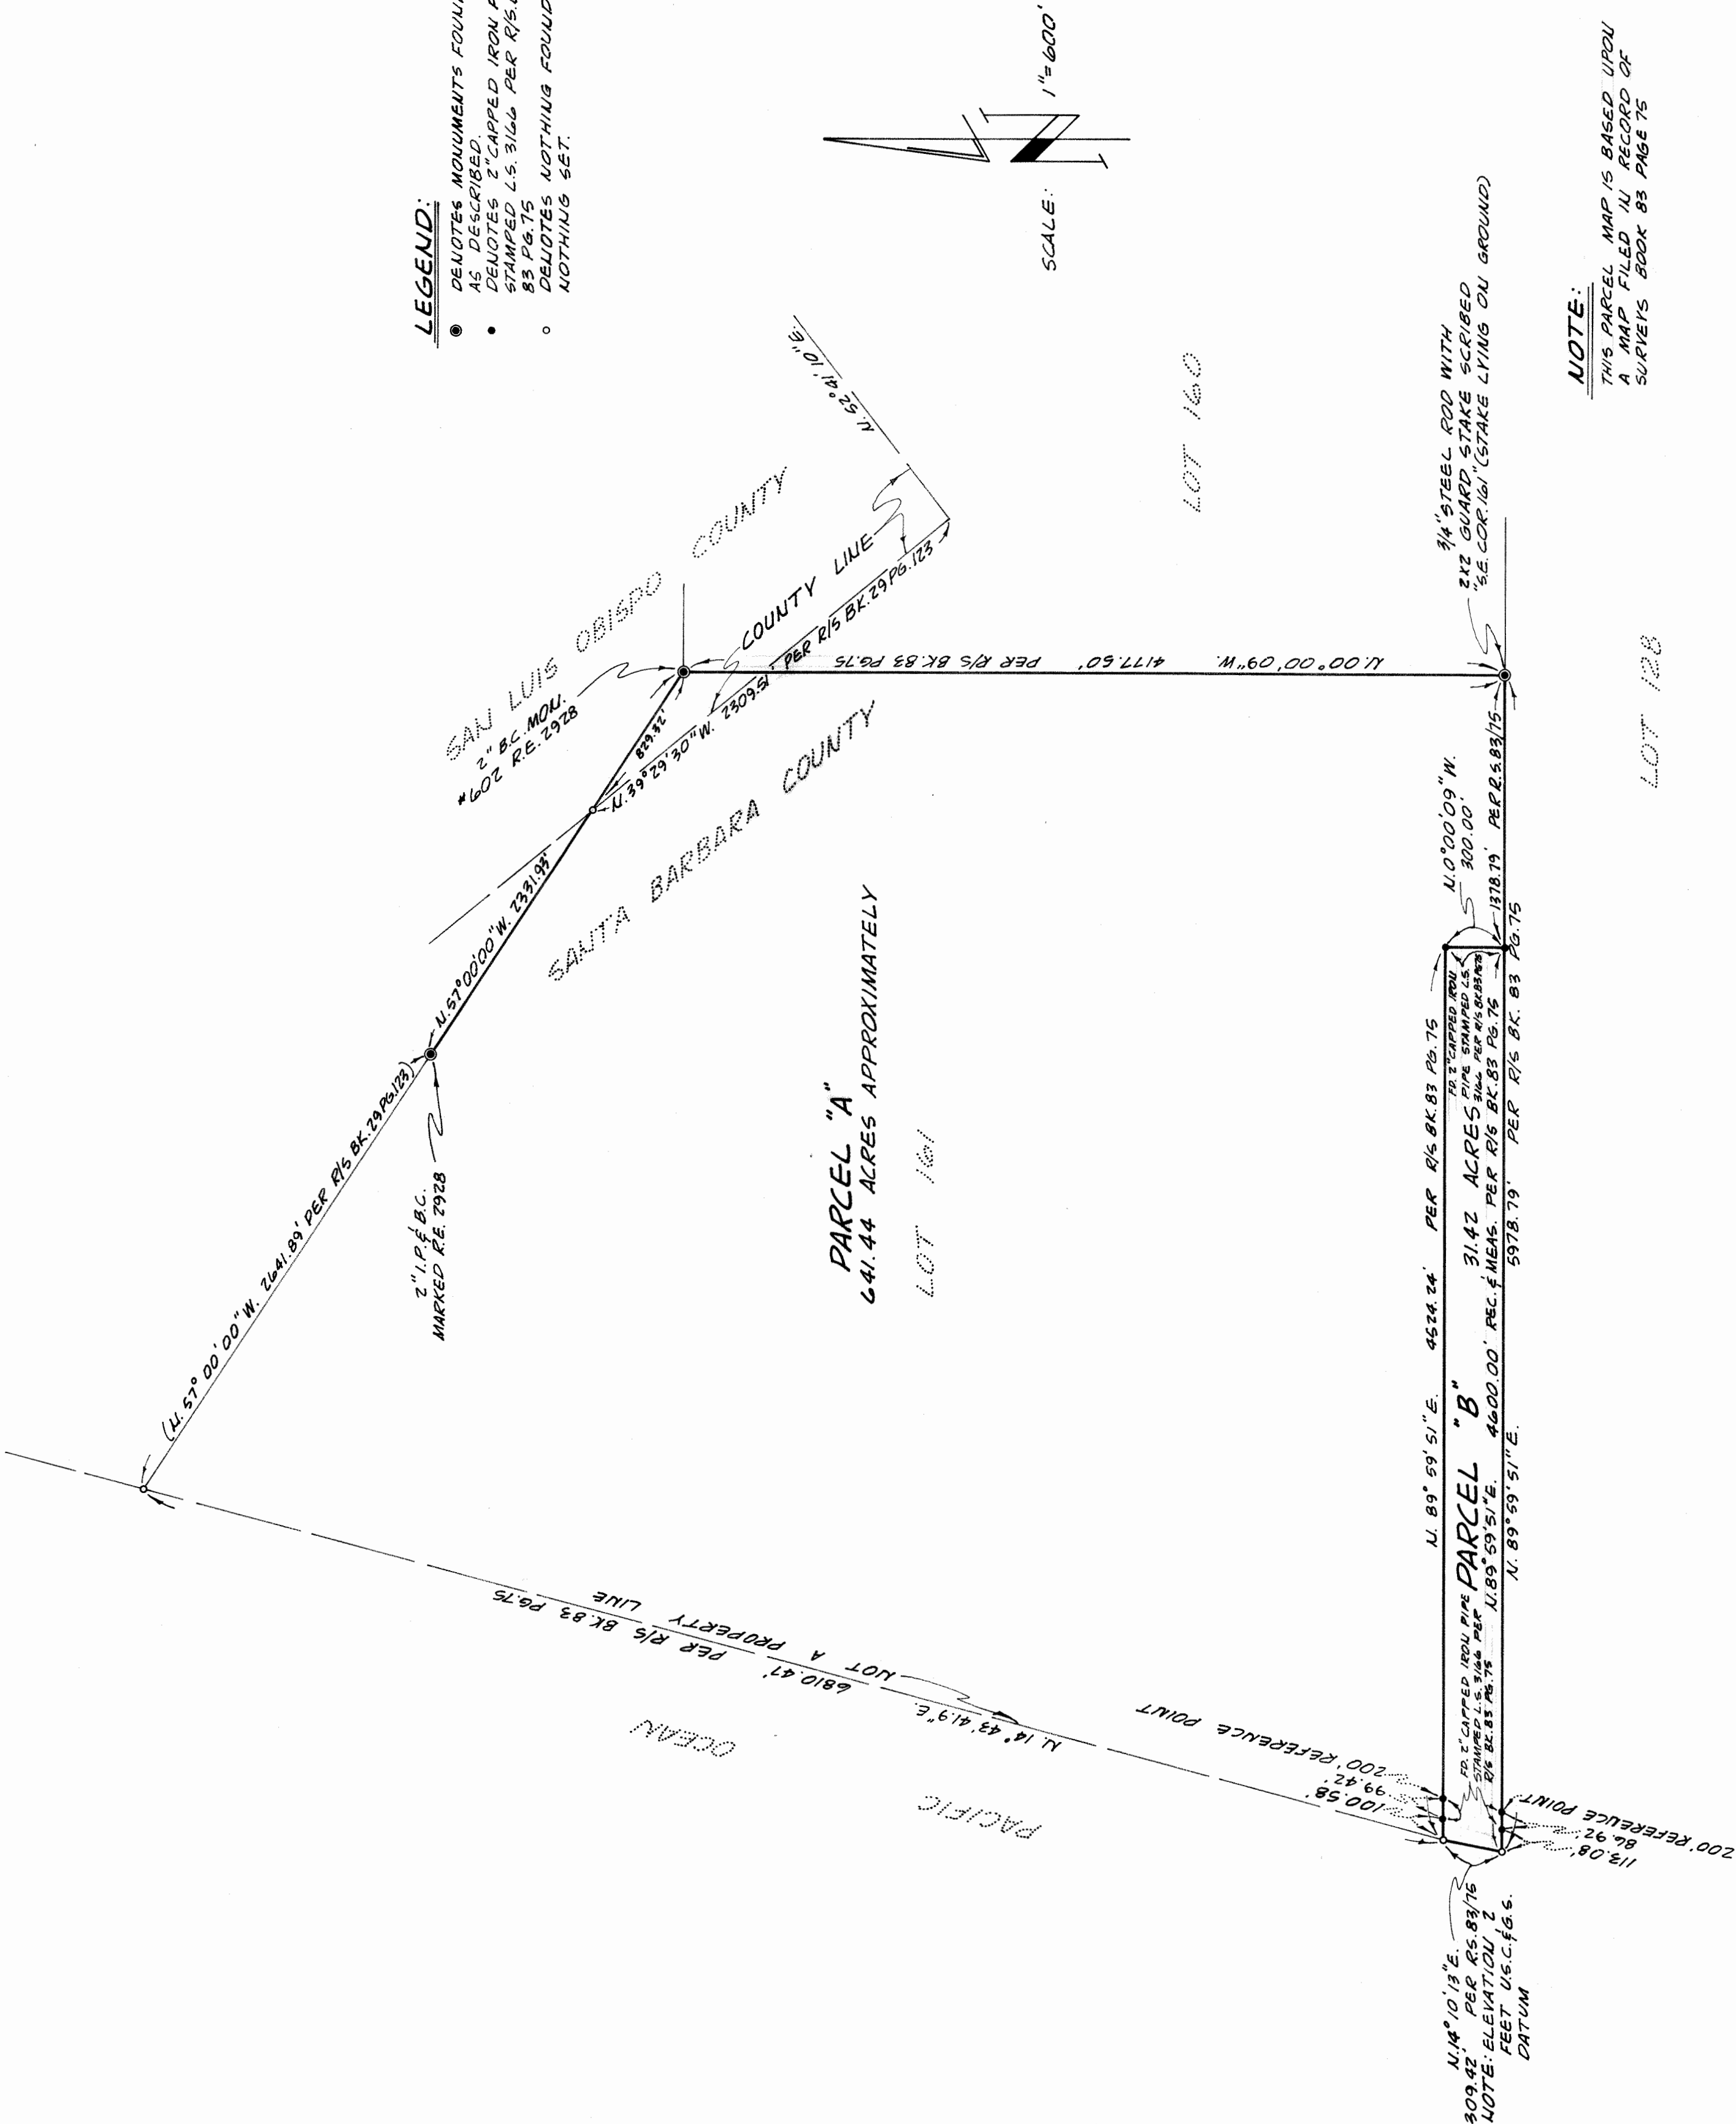 LEGEND:
DENOTES MONUMENTS FOUN
AS DESCRIBED.
DENOTES 2" CAPPED IRON
STAMPED L.S. 3166 PER R/S.
83 PG.75
DENOTES NOTHING FOUND
NOTHING SET.
SCALE: 1"=600'
N
NOTE:
THIS PARCEL MAP IS BASED UPON
A MAP FILED IN RECORD OF
SURVEYS BOOK 83 PAGE 75
SAN LUIS OBISPO COUNTY
2" B.C. MON.
#602 R.E. 2928
N. 52° 41' 10" E.
COUNTY LINE
N. 39° 29' 30" W. 2309.51' PER R/S BK. 29 PG. 123
829.32'
SANTA BARBARA COUNTY
N. 57° 00' 00" W. 2331.93'
2" I.P. & B.C.
MARKED R.E. 2928
(N. 57° 00' 00" W. 2641.89' PER R/S BK. 29 PG. 123)
LOT 160
N. 00° 00' 09" W. 4177.50' PER R/S BK. 83 PG. 75
3/4" STEEL ROD WITH
2X2 GUARD STAKE SCRIBED
"S.E. COR. 161" (STAKE LYING ON GROUND)
LOT 128
PARCEL "A"
641.44 ACRES APPROXIMATELY
LOT 161
N. 14° 43' 41.9" E. 6810.47' PER R/S BK. 83 PG. 75
NOT A PROPERTY LINE
PACIFIC OCEAN
N. 0° 00' 09" W.
300.00'
1378.79' PER R.S. 83/75
N. 89° 59' 51" E. 4524.24' PER R/S BK. 83 PG. 75
FD. 2" CAPPED IRON
PIPE STAMPED L.S.
3166 PER R/S BK.83 PG.75
PARCEL "B" 31.42 ACRES
FD. 2" CAPPED IRON PIPE
STAMPED L.S. 3166 PER
R/S BK. 83 PG. 75
N. 89° 59' 51" E. 4600.00' REC. & MEAS. PER R/S BK. 83 PG. 75
N. 89° 59' 51" E. 5978.79' PER R/S BK. 83 PG. 75
200' REFERENCE POINT
99.42'
100.58'
200' REFERENCE POINT
86.92'
113.08'
N. 14° 10' 13" E.
309.42' PER R.S. 83/75
NOTE: ELEVATION 2
FEET U.S.C. & G.S.
DATUM